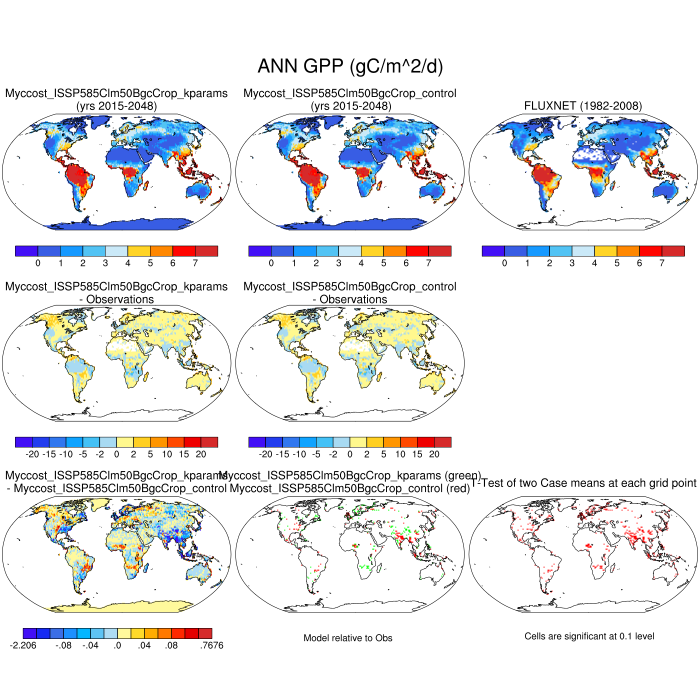 ANN GPP (gC/m^2/d)
Myccost_ISSP585Clm50BgcCrop_kparams
(yrs 2015-2048)
Myccost_ISSP585Clm50BgcCrop_control
(yrs 2015-2048)
FLUXNET (1982-2008)
0 1 2 3 4 5 6 7
0 1 2 3 4 5 6 7
0 1 2 3 4 5 6 7
Myccost_ISSP585Clm50BgcCrop_kparams
- Observations
Myccost_ISSP585Clm50BgcCrop_control
- Observations
-20 -15 -10 -5 -2 0 2 5 10 15 20
-20 -15 -10 -5 -2 0 2 5 10 15 20
Myccost_ISSP585Clm50BgcCrop_kparams
- Myccost_ISSP585Clm50BgcCrop_control
Myccost_ISSP585Clm50BgcCrop_kparams (green)
Myccost_ISSP585Clm50BgcCrop_control (red)
T-Test of two Case means at each grid point
-2.206 -.08 -.04 .0 .04 .08 .7676
Model relative to Obs
Cells are significant at 0.1 level